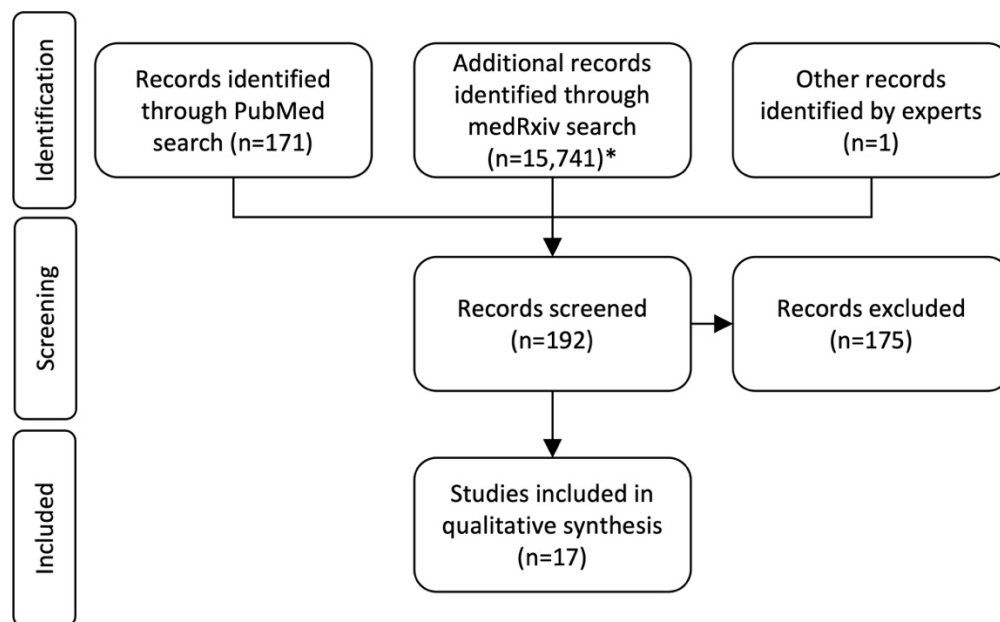 Identification
Records identified
through PubMed
search (n=171)
Additional records
identified through
medRxiv search
(n=15,741)*
Other records
identified by experts
(n=1)
Screening
Records screened
(n=192)
Records excluded
(n=175)
Included
Studies included in
qualitative synthesis
(n=17)